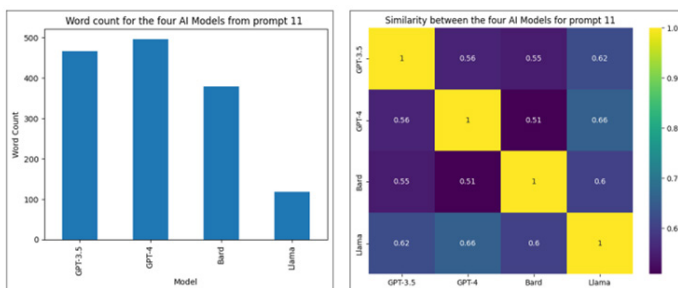 Word count for the four AI Models from prompt 11
500
400
300
200
100
0
Word Count
GPT-3.5
GPT-4
Bard
Llama
Model
Similarity between the four AI Models for prompt 11
GPT-3.5
GPT-4
Bard
Llama
1 0.56 0.55 0.62
0.56 1 0.51 0.66
0.55 0.51 1 0.6
0.62 0.66 0.6 1
GPT-3.5 GPT-4 Bard Llama
1.0
0.9
0.8
0.7
0.6